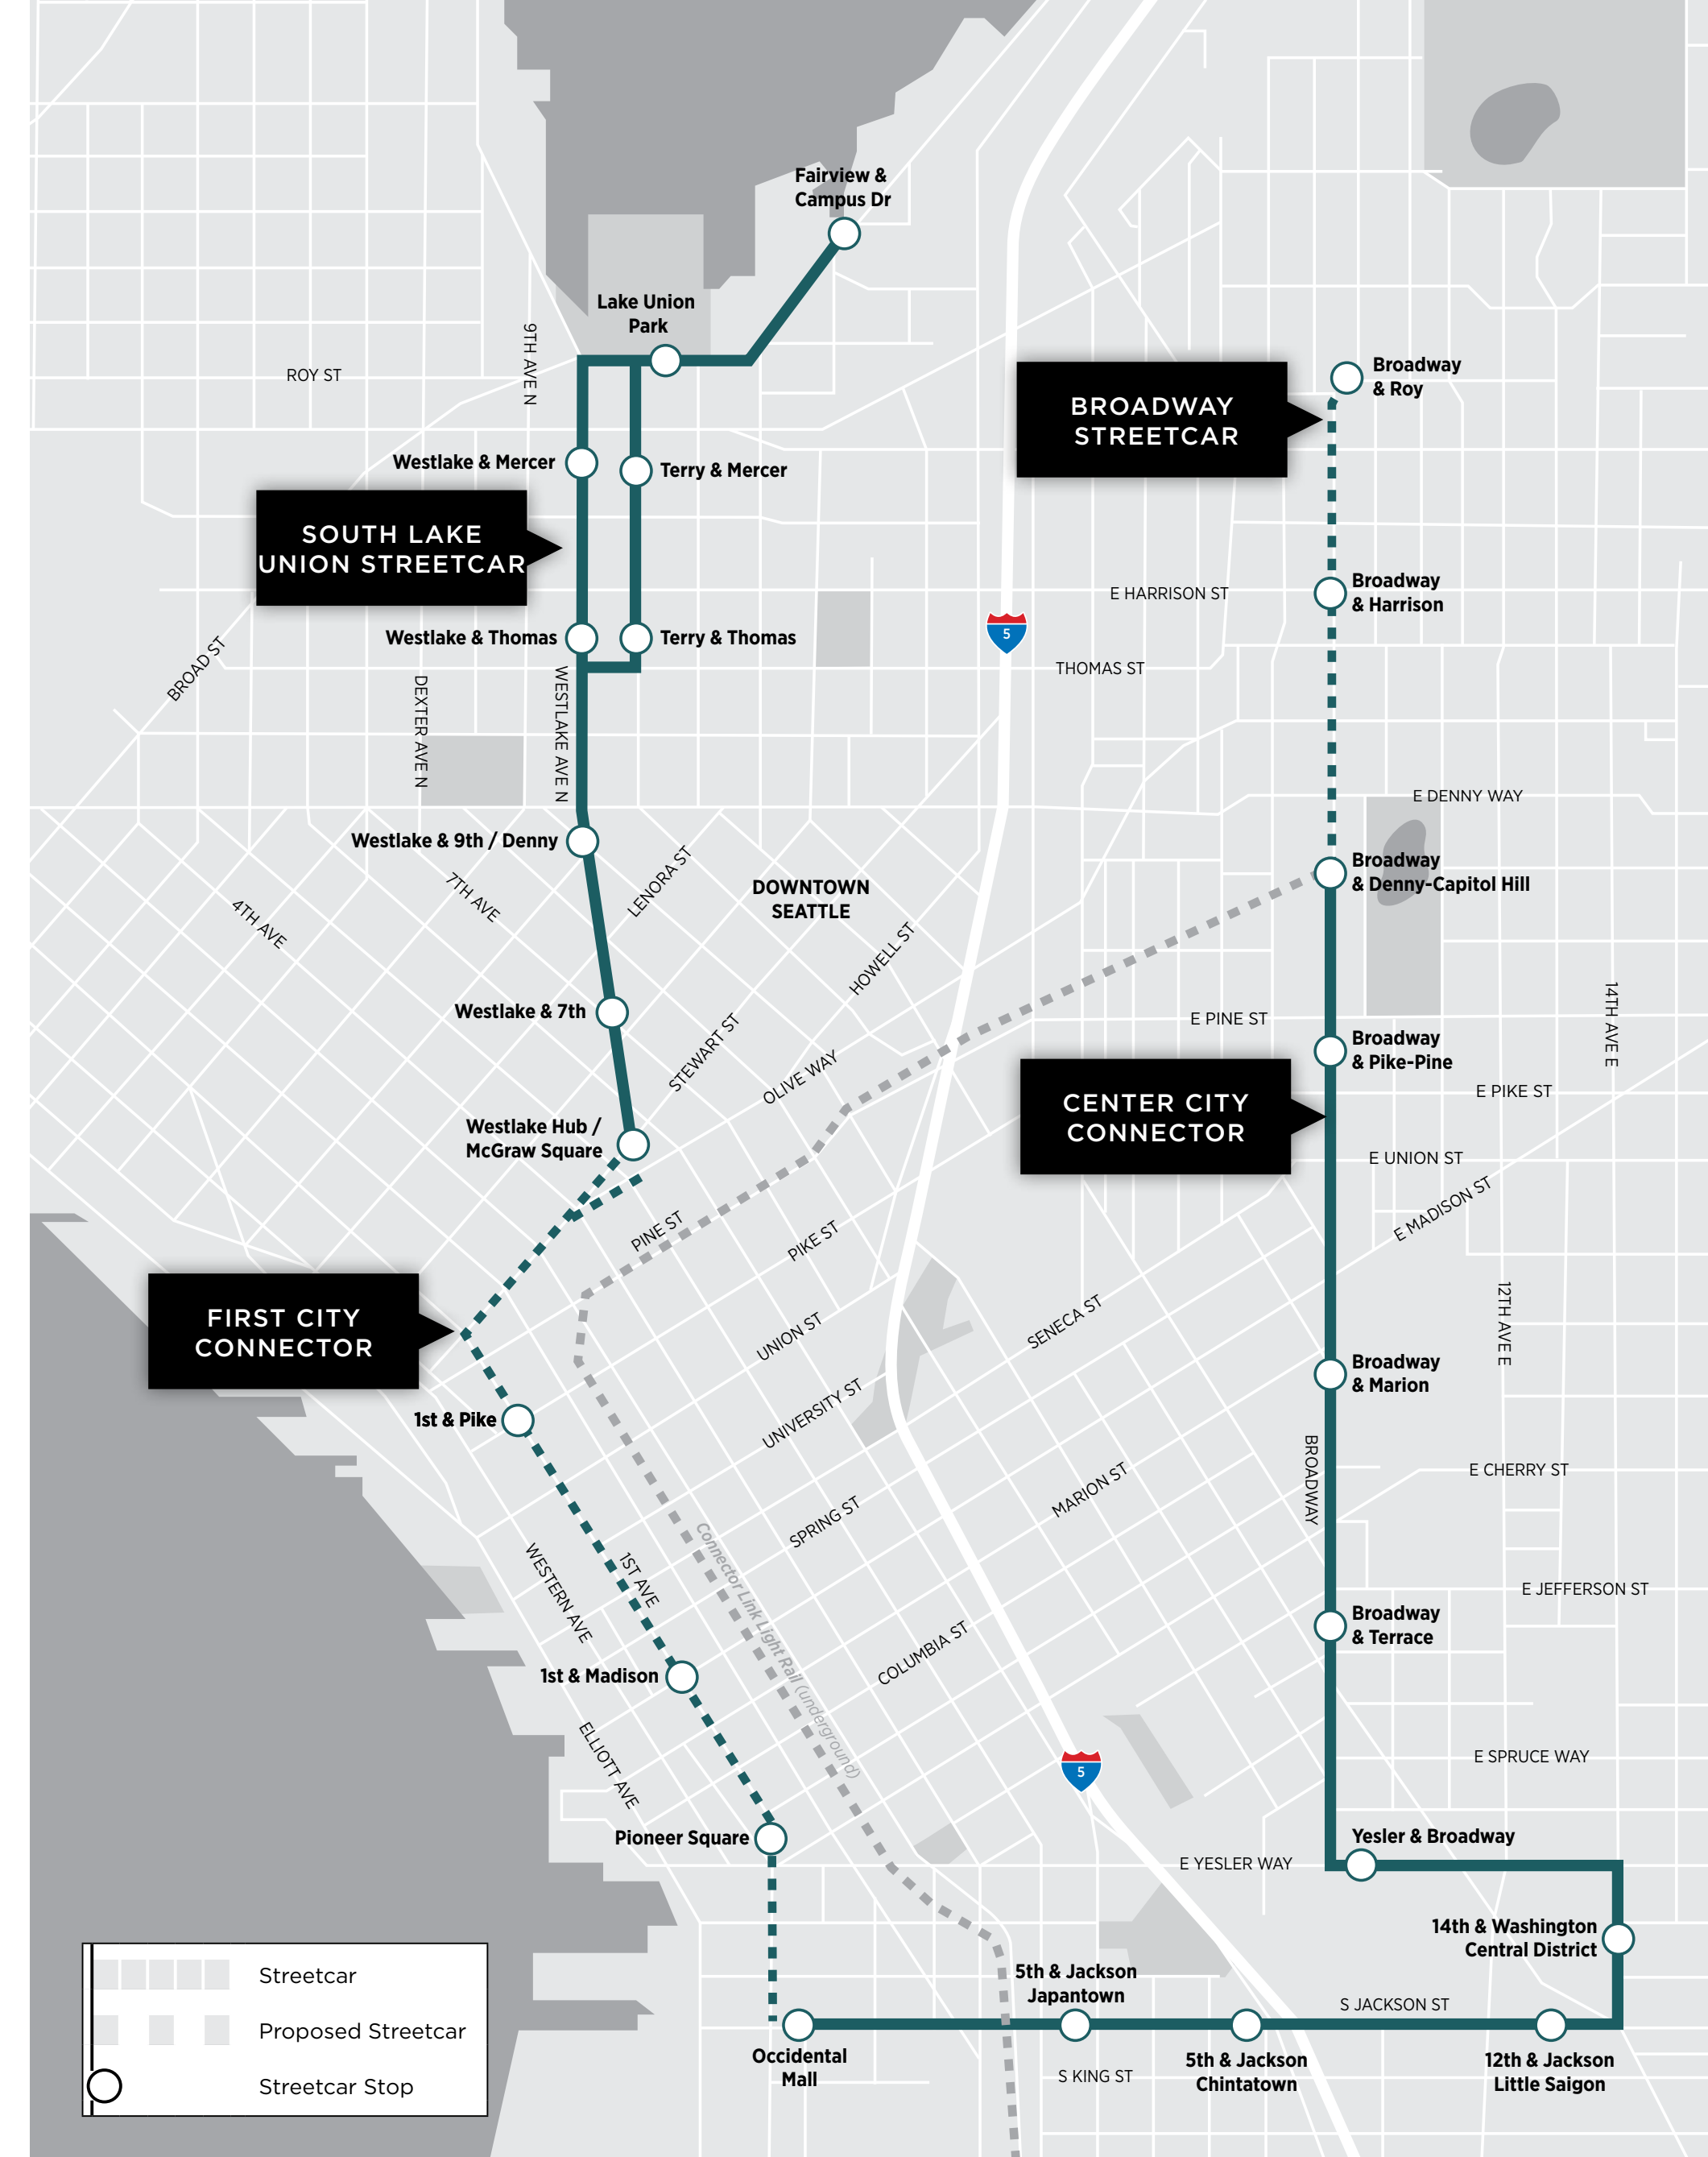 Fairview &
Campus Dr
Lake Union
Park
9TH AVE N
ROY ST
Broadway
& Roy
BROADWAY
STREETCAR
Westlake & Mercer
Terry & Mercer
SOUTH LAKE
UNION STREETCAR
E HARRISON ST
Broadway
& Harrison
5
Westlake & Thomas
Terry & Thomas
BROAD ST
THOMAS ST
DEXTER AVE N
WESTLAKE AVE N
E DENNY WAY
Westlake & 9th / Denny
LENORA ST
DOWNTOWN
SEATTLE
Broadway
& Denny-Capitol Hill
4TH AVE
7TH AVE
HOWELL ST
Westlake & 7th
STEWART ST
E PINE ST
14TH AVE E
Broadway
& Pike-Pine
OLIVE WAY
E PIKE ST
CENTER CITY
CONNECTOR
Westlake Hub /
McGraw Square
E UNION ST
E MADISON ST
PINE ST
PIKE ST
FIRST CITY
CONNECTOR
UNION ST
SENECA ST
12TH AVE E
Broadway
& Marion
1st & Pike
UNIVERSITY ST
BROADWAY
E CHERRY ST
MARION ST
SPRING ST
Connector Link Light Rall (underground)
WESTERN AVE
1ST AVE
E JEFFERSON ST
Broadway
& Terrace
COLUMBIA ST
1st & Madison
ELLIOTT AVE
E SPRUCE WAY
5
Pioneer Square
Yesler & Broadway
E YESLER WAY
14th & Washington
Central District
5th & Jackson
Japantown
S JACKSON ST
Occidental
Mall
S KING ST
5th & Jackson
Chintatown
12th & Jackson
Little Saigon
Streetcar
Proposed Streetcar
Streetcar Stop